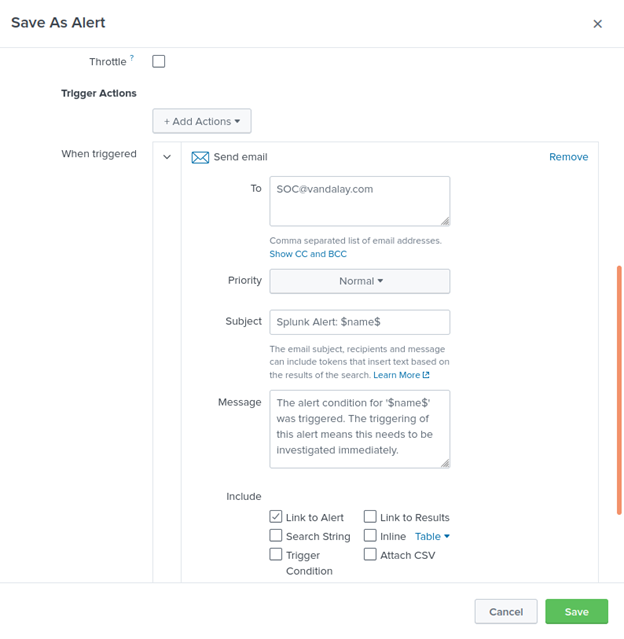 Save As Alert ×
Throttle ?
Trigger Actions
+ Add Actions
When triggered
Send email
Remove
To
SOC@vandalay.com
Comma separated list of email addresses.
Show CC and BCC
Priority
Normal
Subject
Splunk Alert: $name$
The email subject, recipients and message
can include tokens that insert text based on
the results of the search. Learn More
Message
The alert condition for '$name$'
was triggered. The triggering of
this alert means this needs to be
investigated immediately.
Include
Link to Alert
Link to Results
Search String
Inline Table
Trigger
Condition
Attach CSV
Cancel
Save